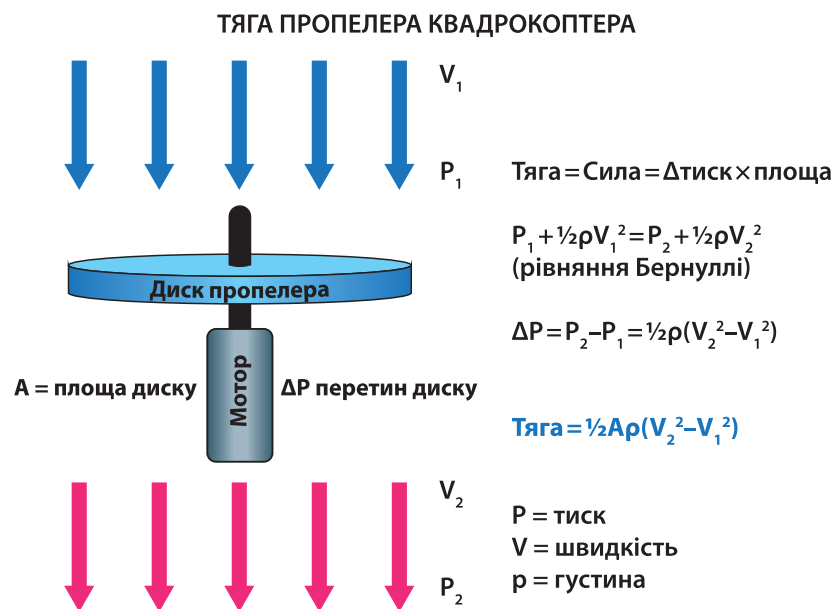 ТЯГА ПРОПЕЛЕРА КВАДРОКОПТЕРА
V₁
P₁
Тяга=Сила=Δтиск×площа
P₁+½ρV₁²=P₂+½ρV₂²
(рівняння Бернуллі)
Диск пропелера
ΔP=P₂–P₁=½ρ(V₂²–V₁²)
A = площа диску
Мотор
ΔP перетин диску
Тяга=½Aρ(V₂²–V₁²)
V₂
P₂
P = тиск
V = швидкість
p = густина